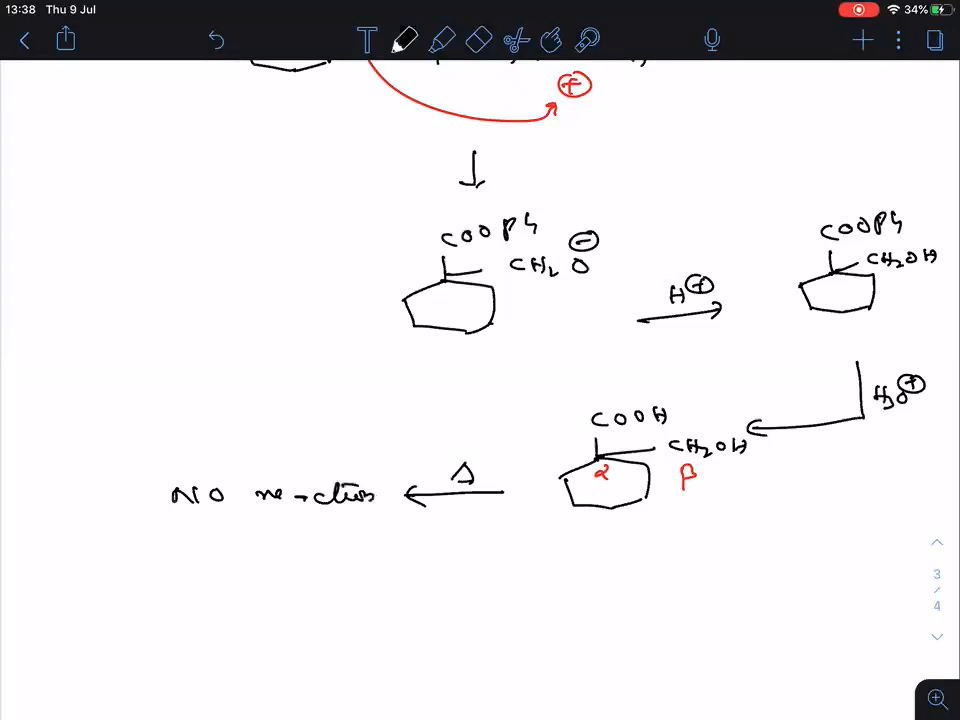 13:38 Thu 9 Jul 34%
T
+
COOPh
CH₂O⊖
H⊕
COOPh
CH₂OH
H₃O⊕
COOH
CH₂OH
α β
Δ
NO reaction
3
/
4